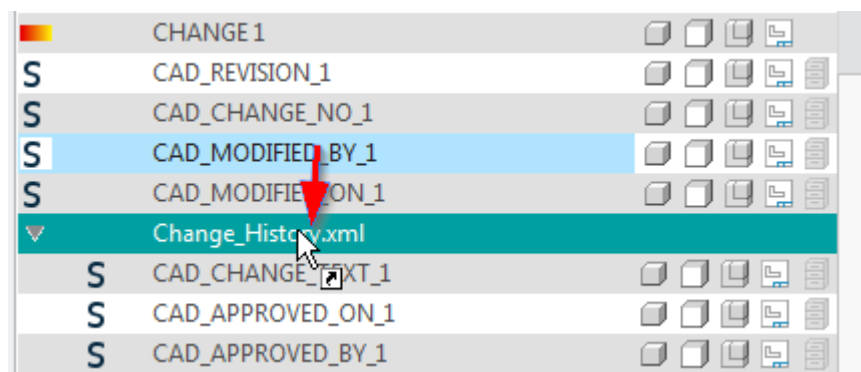 CHANGE 1
S CAD_REVISION_1
S CAD_CHANGE_NO_1
S CAD_MODIFIED_BY_1
S CAD_MODIFIED_ON_1
Change_History.xml
S CAD_CHANGE_TEXT_1
S CAD_APPROVED_ON_1
S CAD_APPROVED_BY_1